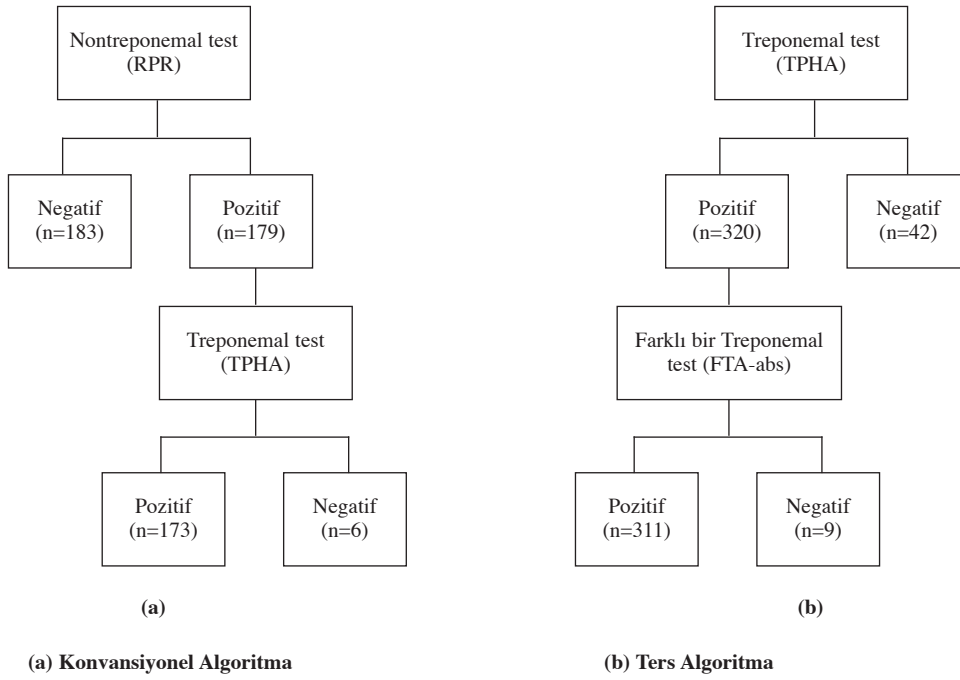 Nontreponemal test
(RPR)
Negatif
(n=183)
Pozitif
(n=179)
Treponemal test
(TPHA)
Pozitif
(n=173)
Negatif
(n=6)
(a)
(a) Konvansiyonel Algoritma
Treponemal test
(TPHA)
Pozitif
(n=320)
Negatif
(n=42)
Farklı bir Treponemal
test (FTA-abs)
Pozitif
(n=311)
Negatif
(n=9)
(b)
(b) Ters Algoritma